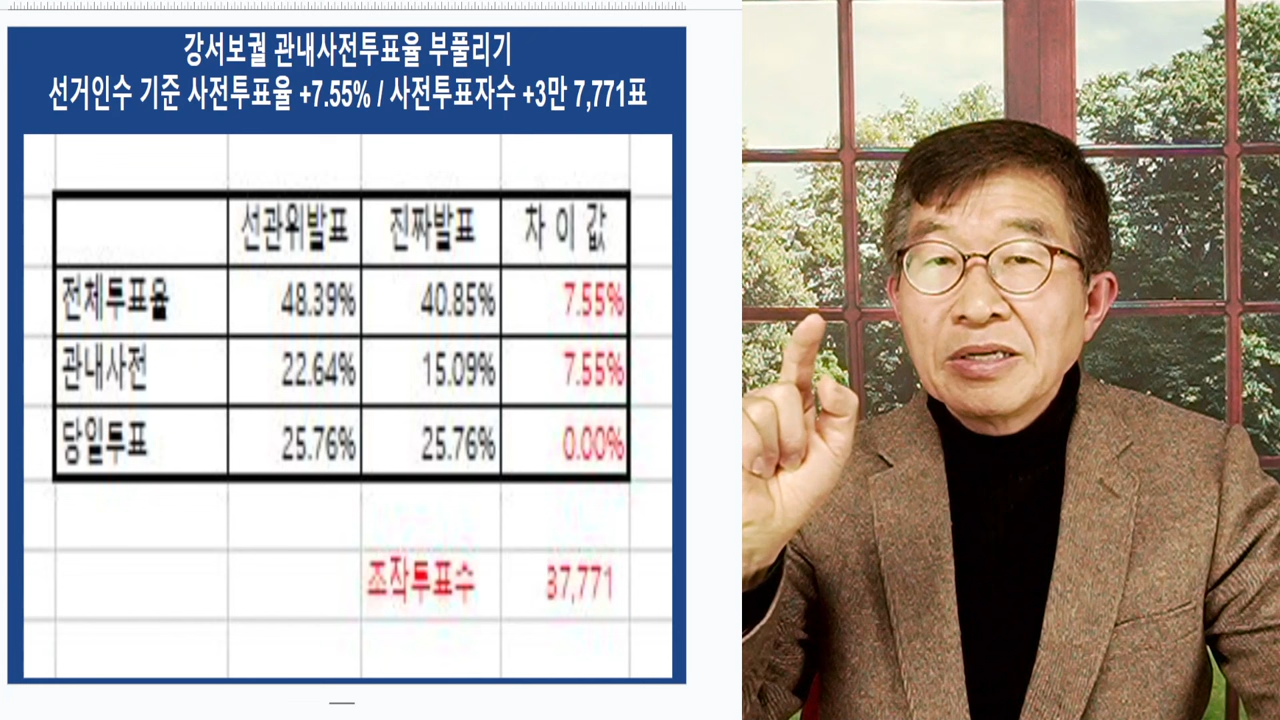 강서보궐 관내사전투표율 부풀리기
선거인수 기준 사전투표율 +7.55% / 사전투표자수 +3만 7,771표
선관위발표 진짜발표 차 이 값
전체투표율 48.39% 40.85% 7.55%
관내사전 22.64% 15.09% 7.55%
당일투표 25.76% 25.76% 0.00%
조작투표수 37,771